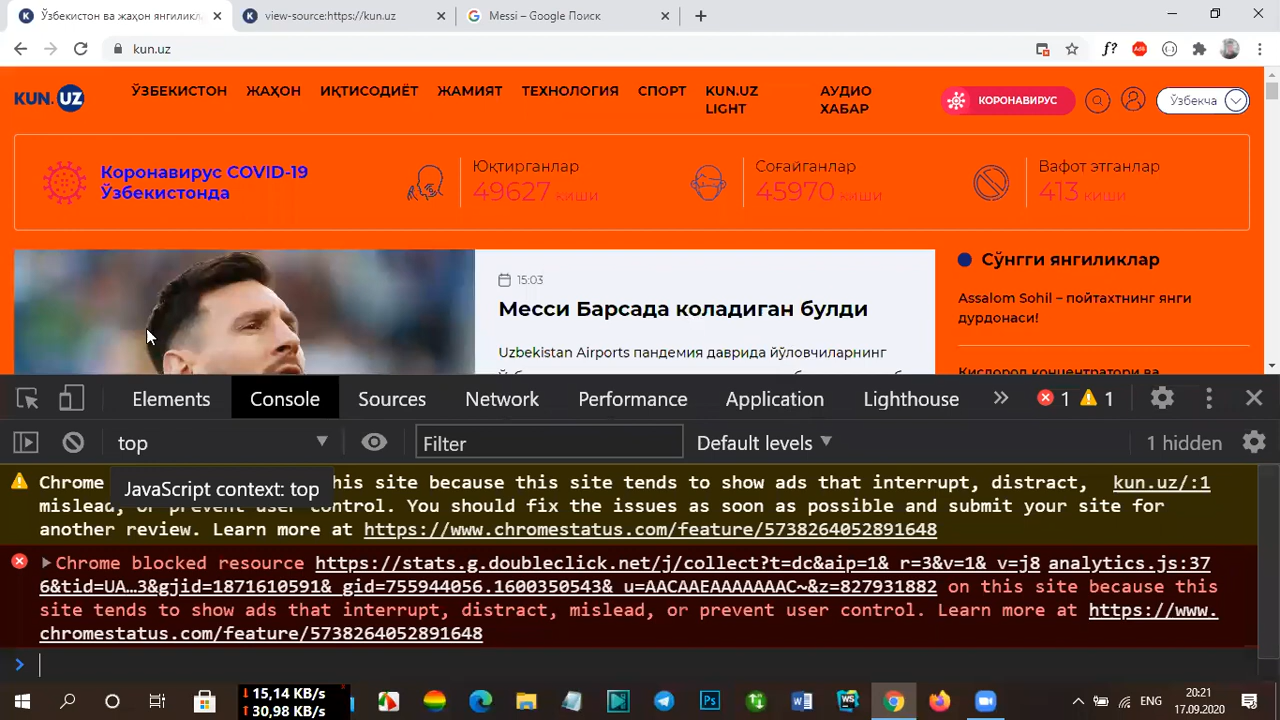 Ўзбекистон ва жаҳон янгиликл
view-source:https://kun.uz
Messi – Google Поиск
kun.uz
f?
KUN.UZ
ЎЗБЕКИСТОН
ЖАҲОН
ИҚТИСОДИЁТ
ЖАМИЯТ
ТЕХНОЛОГИЯ
СПОРТ
KUN.UZ
LIGHT
АУДИО
ХАБАР
КОРОНАВИРУС
Ўзбекча
Коронавирус COVID-19
Ўзбекистонда
Юқтирганлар
49627 киши
Соғайганлар
45970 киши
Вафот этганлар
413 киши
15:03
Месси Барсада коладиган булди
Uzbekistan Airports пандемия даврида йўловчиларнинг
Сўнгги янгиликлар
Assalom Sohil – пойтахтнинг янги
дурдонаси!
Кислород концентратори ва
Elements
Console
Sources
Network
Performance
Application
Lighthouse
1
1
top
Filter
Default levels
1 hidden
JavaScript context: top
Chrome this site because this site tends to show ads that interrupt, distract, kun.uz/:1
mislead, or prevent user control. You should fix the issues as soon as possible and submit your site for
another review. Learn more at https://www.chromestatus.com/feature/5738264052891648
Chrome blocked resource https://stats.g.doubleclick.net/j/collect?t=dc&aip=1&_r=3&v=1&_v=j8 analytics.js:37
6&tid=UA…3&gjid=1871610591&_gid=755944056.1600350543&_u=AACAAEAAAAAAAC~&z=827931882 on this site because this
site tends to show ads that interrupt, distract, mislead, or prevent user control. Learn more at https://www.
chromestatus.com/feature/5738264052891648
15,14 KB/s
30,98 KB/s
ENG
20:21
17.09.2020